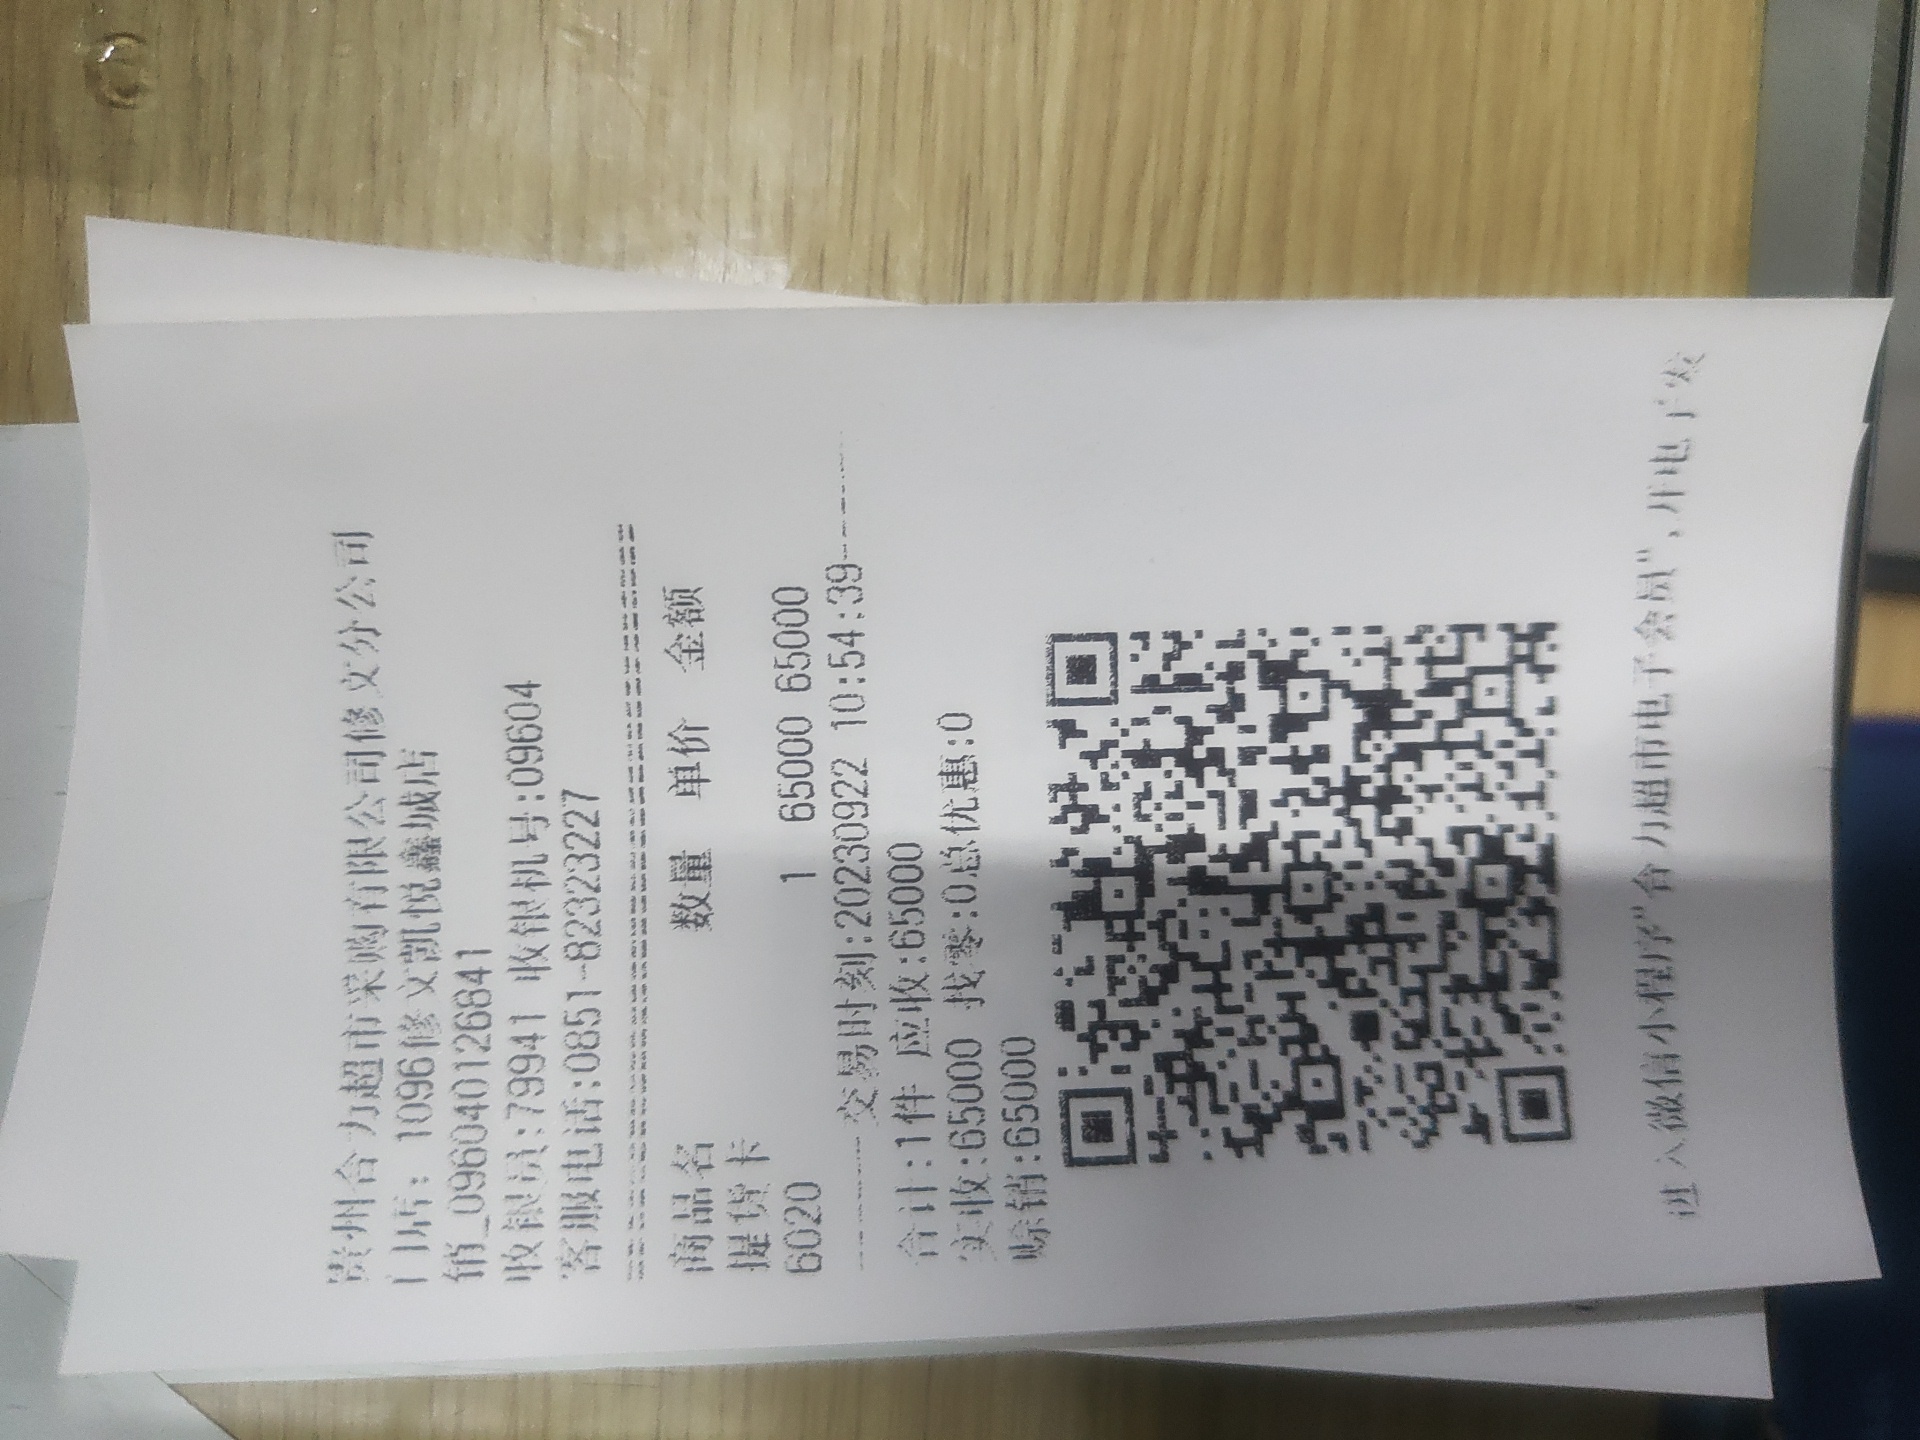 贵州合力超市采购有限公司修文分公司
门店: 1096修文凯悦鑫城店
销_096040126841
收银员:79941 收银机号:09604
客服电话:0851-82323227
商品名 数量 单价 金额
提货卡
6020 1 65000 65000
交易时刻:20230922 10:54:39
合计:1件 应收:65000
实收:65000 找零:0总优惠:0
赊销:65000
进入微信小程序"合力超市电子会员",开电子发